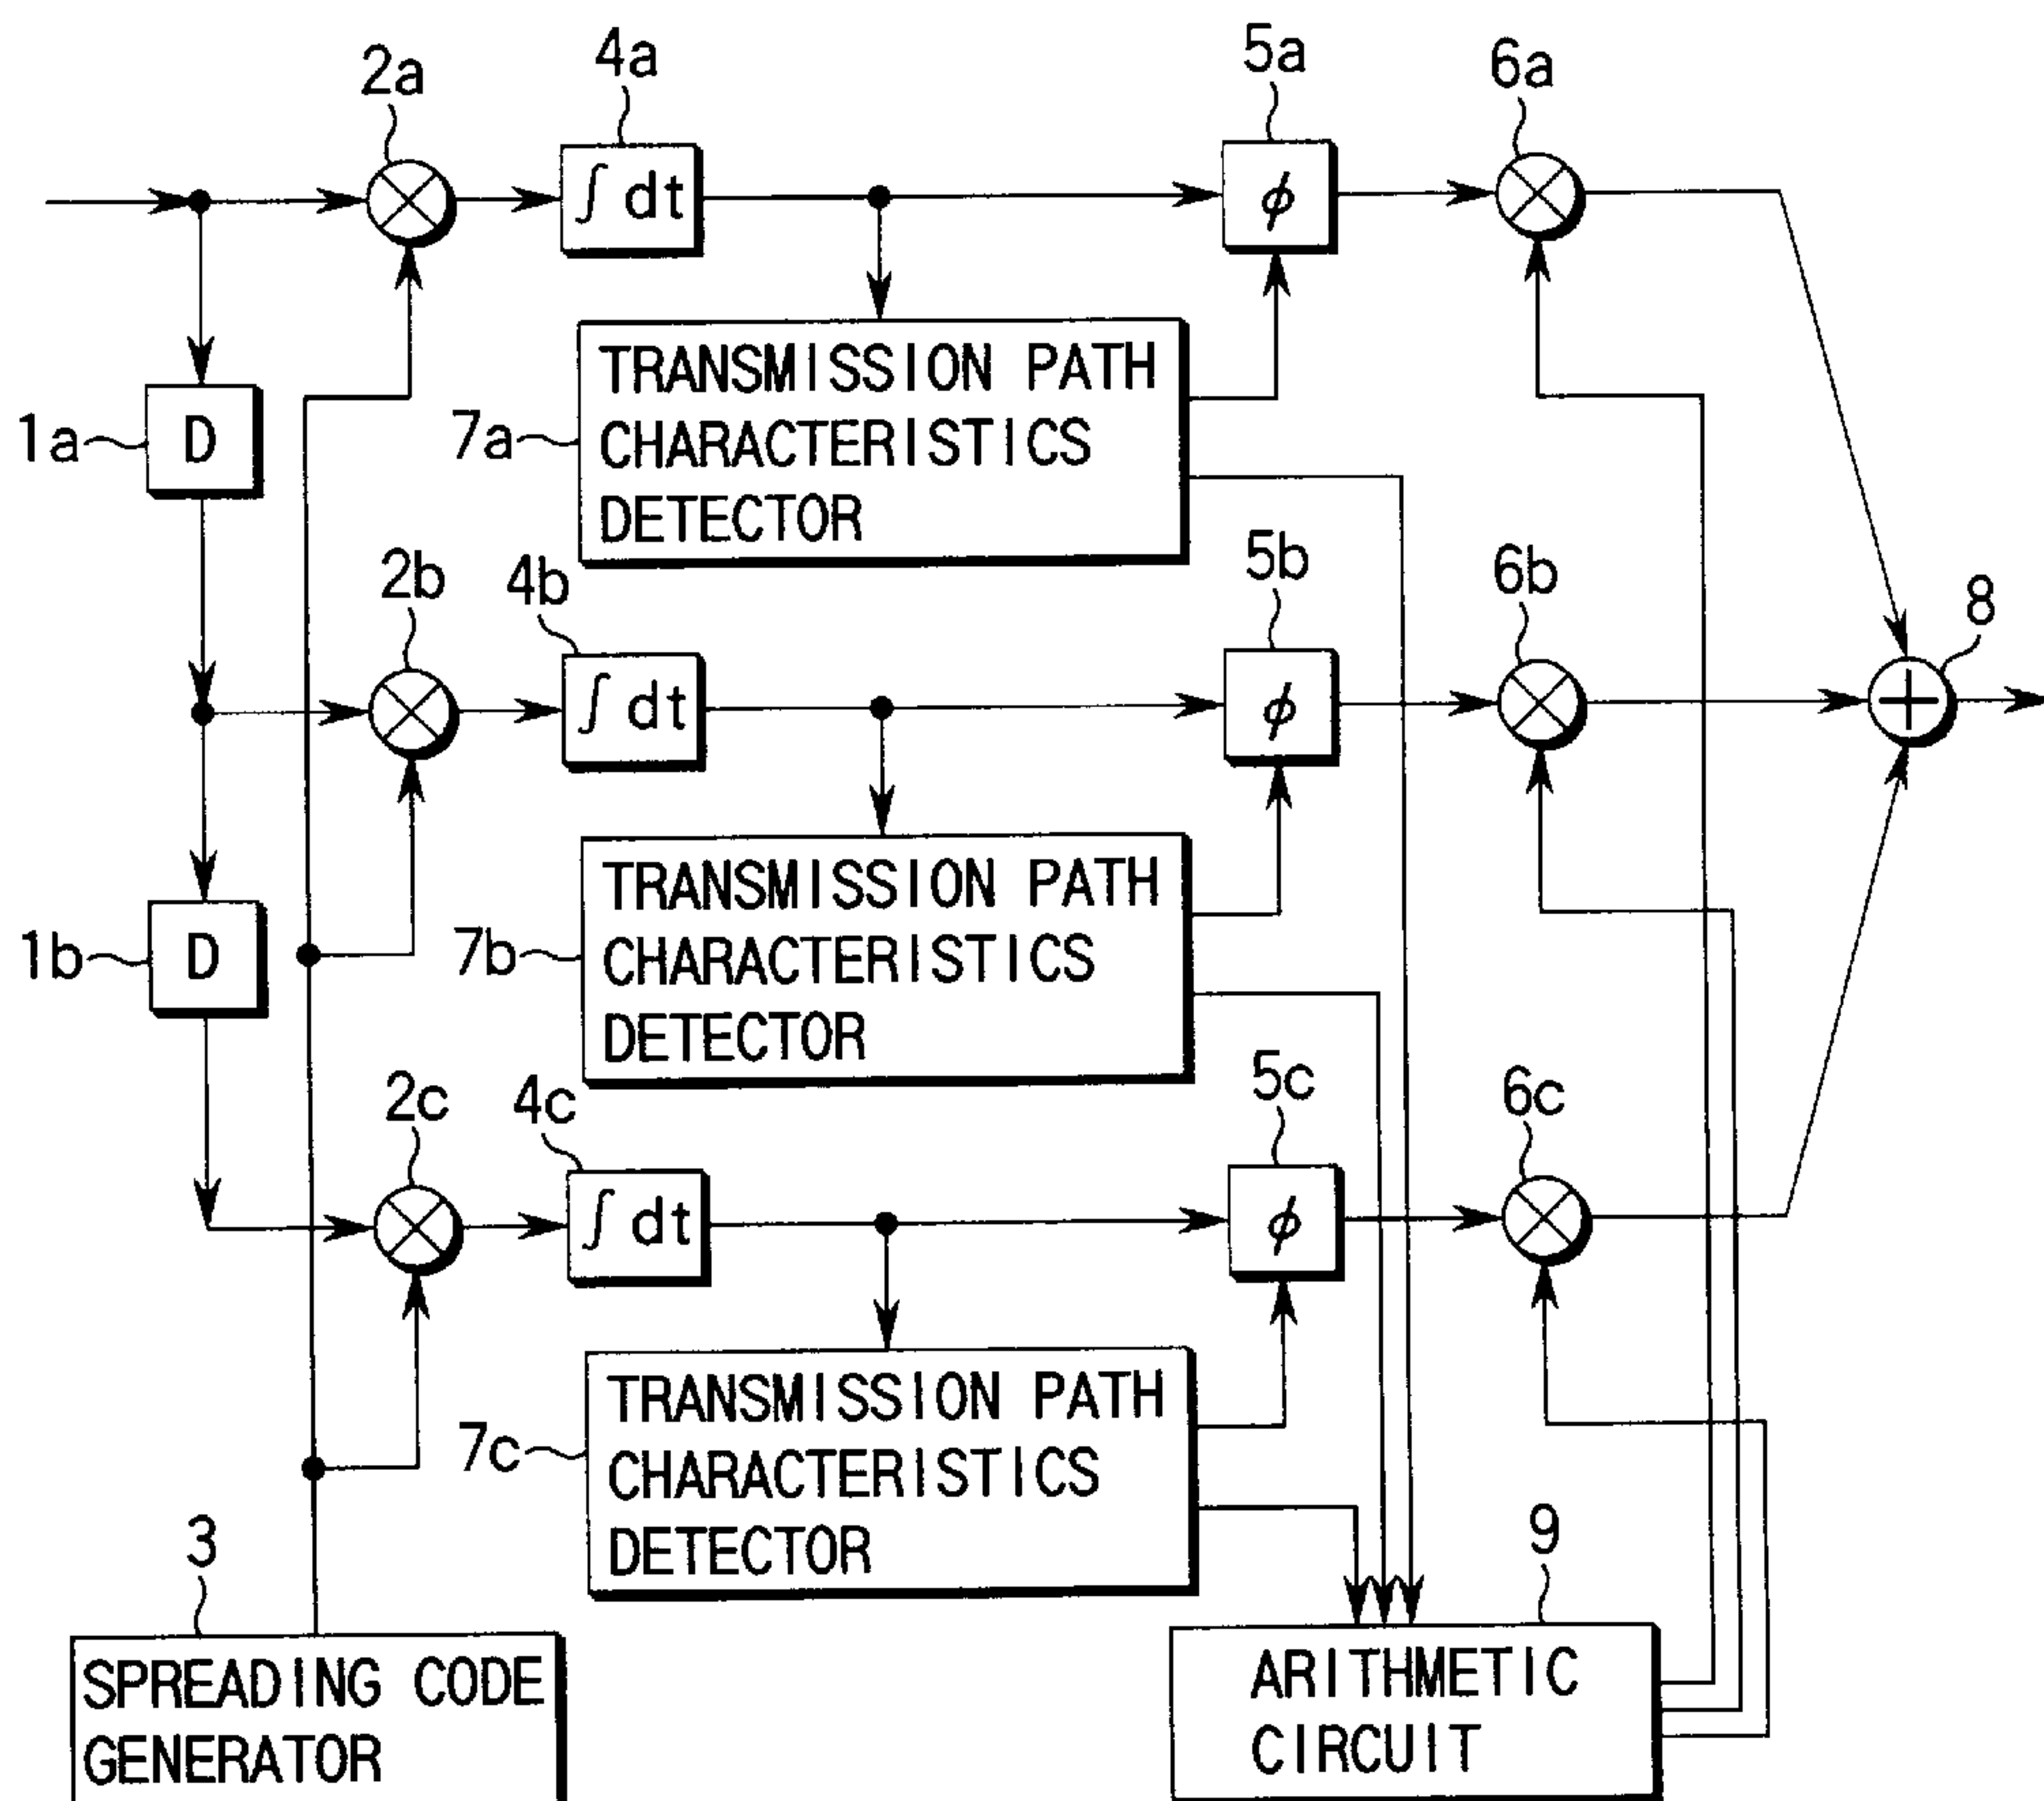 2a
4a
5a
6a
∫ dt
ϕ
1a
D
7a
TRANSMISSION PATH
CHARACTERISTICS
DETECTOR
2b
4b
5b
6b
8
∫ dt
ϕ
1b
D
7b
TRANSMISSION PATH
CHARACTERISTICS
DETECTOR
2c
4c
5c
6c
∫ dt
ϕ
7c
TRANSMISSION PATH
CHARACTERISTICS
DETECTOR
3
9
SPREADING CODE
GENERATOR
ARITHMETIC
CIRCUIT